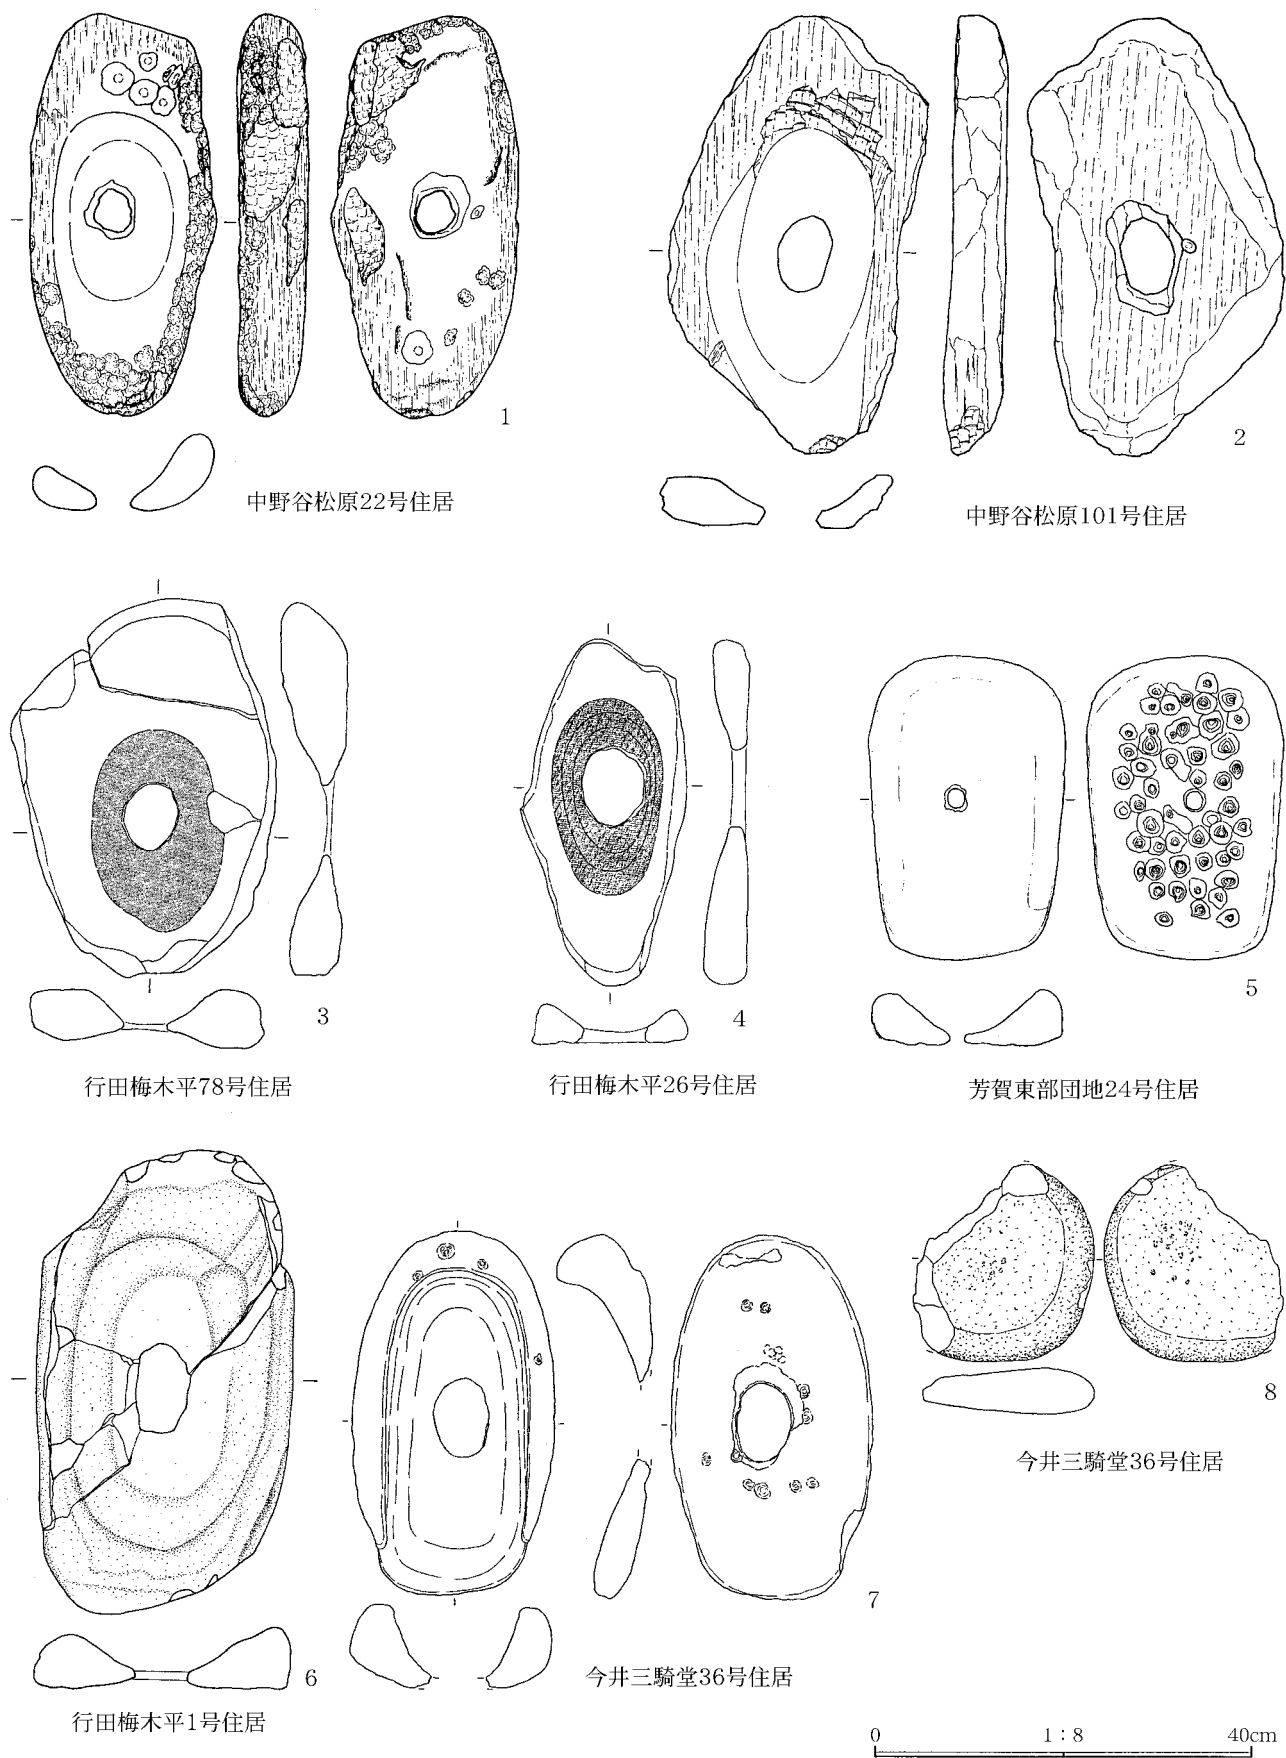 1
中野谷松原22号住居
2
中野谷松原101号住居
3
行田梅木平78号住居
4
行田梅木平26号住居
5
芳賀東部団地24号住居
6
行田梅木平1号住居
7
今井三騎堂36号住居
8
今井三騎堂36号住居
0 1：8 40cm